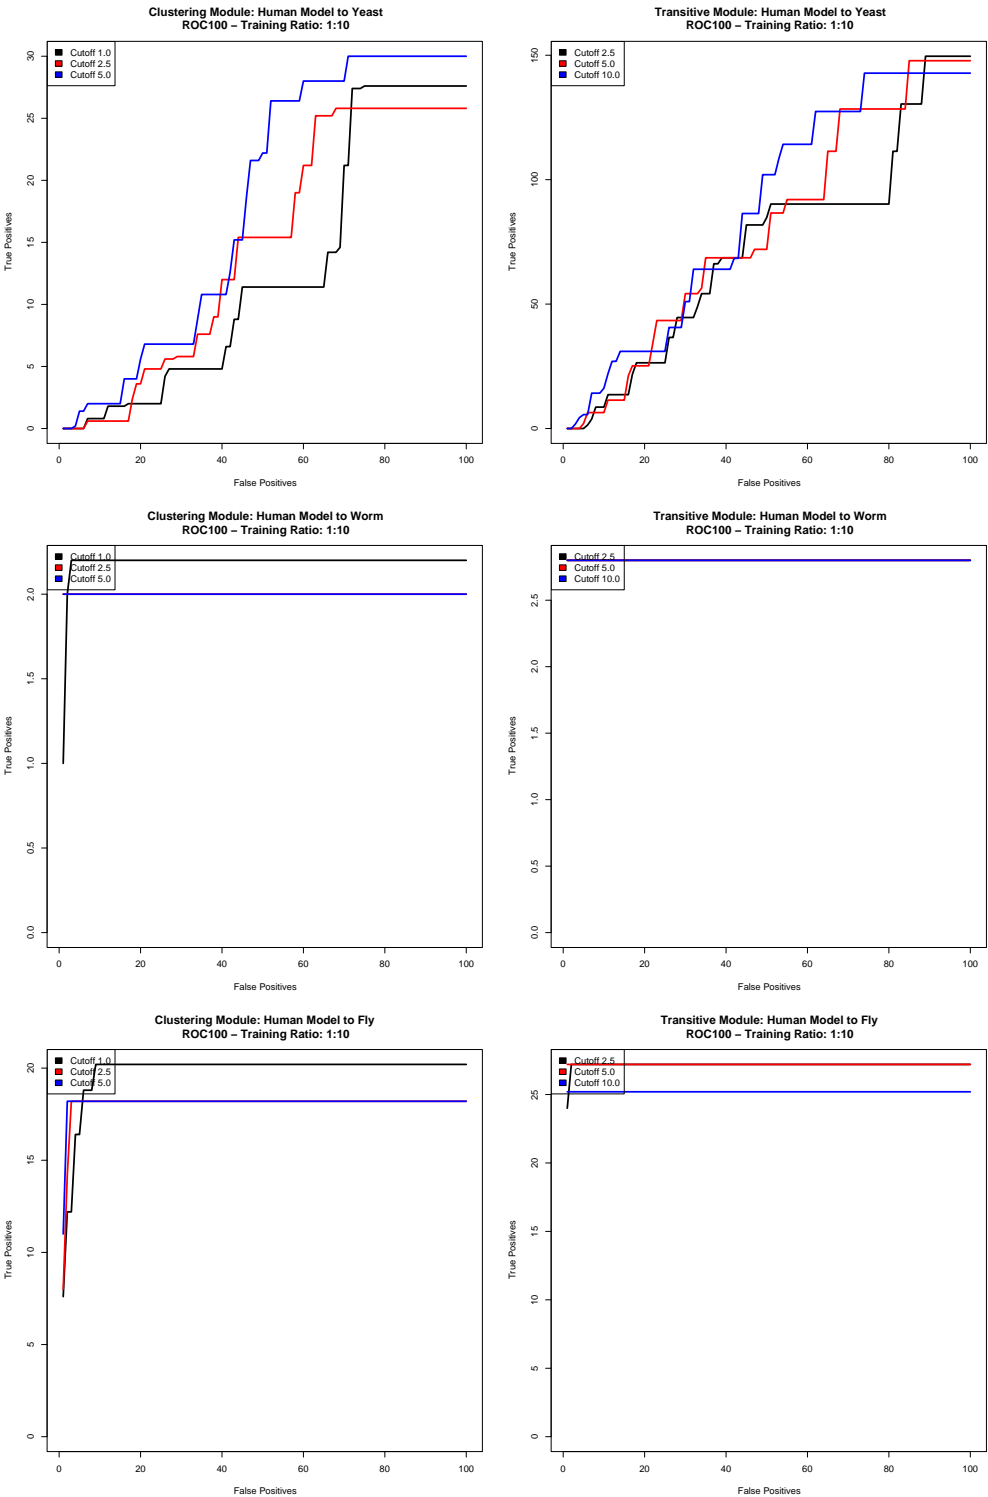 Clustering Module: Human Model to Yeast
ROC100 – Training Ratio: 1:10
Cutoff 1.0
Cutoff 2.5
Cutoff 5.0
True Positives
0
5
10
15
20
25
30
0
20
40
60
80
100
False Positives
Transitive Module: Human Model to Yeast
ROC100 – Training Ratio: 1:10
Cutoff 2.5
Cutoff 5.0
Cutoff 10.0
True Positives
0
50
100
150
0
20
40
60
80
100
False Positives
Clustering Module: Human Model to Worm
ROC100 – Training Ratio: 1:10
Cutoff 1.0
Cutoff 2.5
Cutoff 5.0
True Positives
0.0
0.5
1.0
1.5
2.0
0
20
40
60
80
100
False Positives
Transitive Module: Human Model to Worm
ROC100 – Training Ratio: 1:10
Cutoff 2.5
Cutoff 5.0
Cutoff 10.0
True Positives
0.0
0.5
1.0
1.5
2.0
2.5
0
20
40
60
80
100
False Positives
Clustering Module: Human Model to Fly
ROC100 – Training Ratio: 1:10
Cutoff 1.0
Cutoff 2.5
Cutoff 5.0
True Positives
0
5
10
15
20
0
20
40
60
80
100
False Positives
Transitive Module: Human Model to Fly
ROC100 – Training Ratio: 1:10
Cutoff 2.5
Cutoff 5.0
Cutoff 10.0
True Positives
0
5
10
15
20
25
0
20
40
60
80
100
False Positives